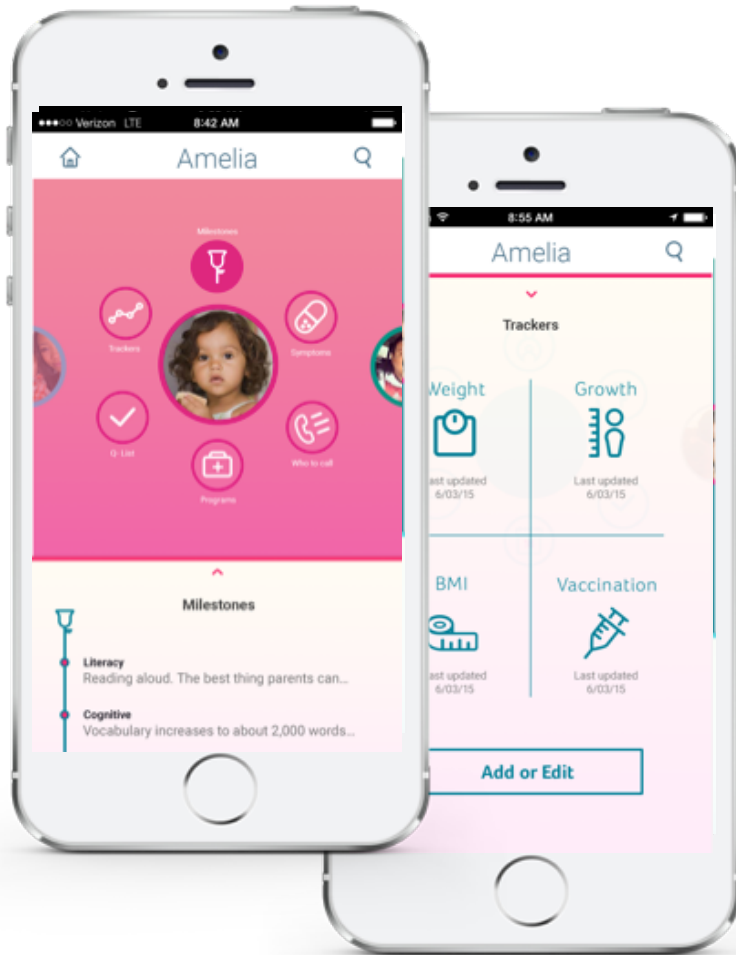 Verizon LTE
8:42 AM
Amelia
Milestones
Trackers
Symptoms
Q- List
Who to call
Programs
Milestones
Literacy
Reading aloud. The best thing parents can...
Cognitive
Vocabulary increases to about 2,000 words...
8:55 AM
Amelia
Trackers
Weight
Growth
Last updated
6/03/15
Last updated
6/03/15
BMI
Vaccination
Last updated
6/03/15
Last updated
6/03/15
Add or Edit